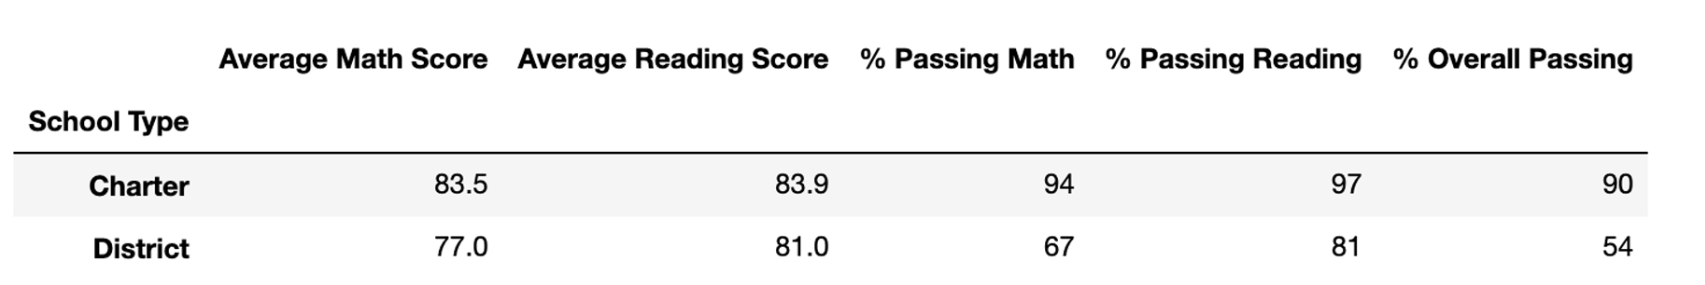 Average Math Score Average Reading Score % Passing Math % Passing Reading % Overall Passing
School Type
Charter 83.5 83.9 94 97 90
District 77.0 81.0 67 81 54